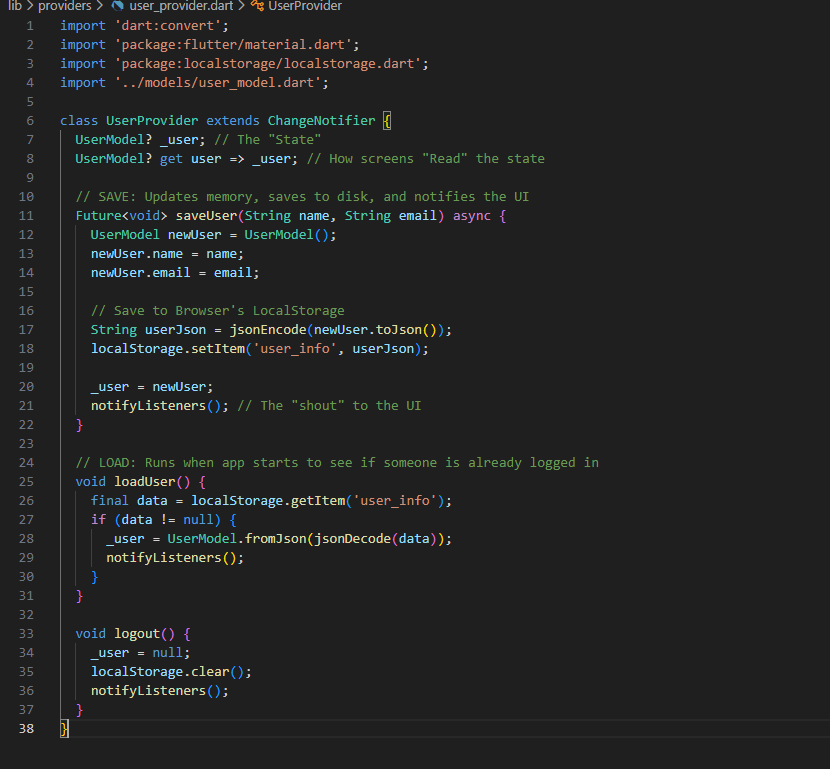 lib > providers > user_provider.dart > UserProvider
1 import 'dart:convert';
2 import 'package:flutter/material.dart';
3 import 'package:localstorage/localstorage.dart';
4 import '../models/user_model.dart';
5
6 class UserProvider extends ChangeNotifier {
7   UserModel? _user; // The "State"
8   UserModel? get user => _user; // How screens "Read" the state
9
10   // SAVE: Updates memory, saves to disk, and notifies the UI
11   Future<void> saveUser(String name, String email) async {
12     UserModel newUser = UserModel();
13     newUser.name = name;
14     newUser.email = email;
15
16     // Save to Browser's LocalStorage
17     String userJson = jsonEncode(newUser.toJson());
18     localStorage.setItem('user_info', userJson);
19
20     _user = newUser;
21     notifyListeners(); // The "shout" to the UI
22   }
23
24   // LOAD: Runs when app starts to see if someone is already logged in
25   void loadUser() {
26     final data = localStorage.getItem('user_info');
27     if (data != null) {
28       _user = UserModel.fromJson(jsonDecode(data));
29       notifyListeners();
30     }
31   }
32
33   void logout() {
34     _user = null;
35     localStorage.clear();
36     notifyListeners();
37   }
38 }